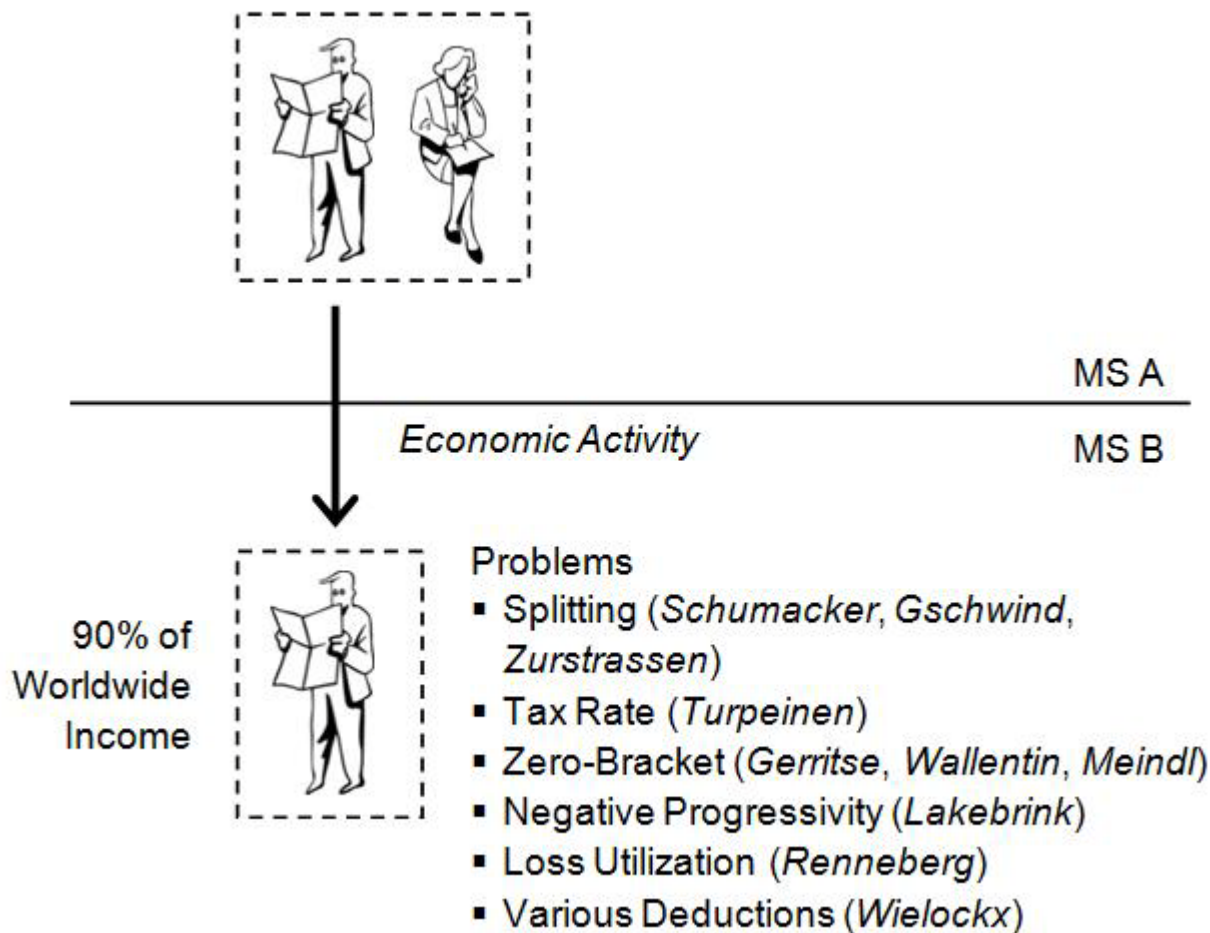 MS A
Economic Activity
MS B
90% of
Worldwide
Income
Problems
▪ Splitting (Schumacker, Gschwind,
Zurstrassen)
▪ Tax Rate (Turpeinen)
▪ Zero-Bracket (Gerritse, Wallentin, Meindl)
▪ Negative Progressivity (Lakebrink)
▪ Loss Utilization (Renneberg)
▪ Various Deductions (Wielockx)